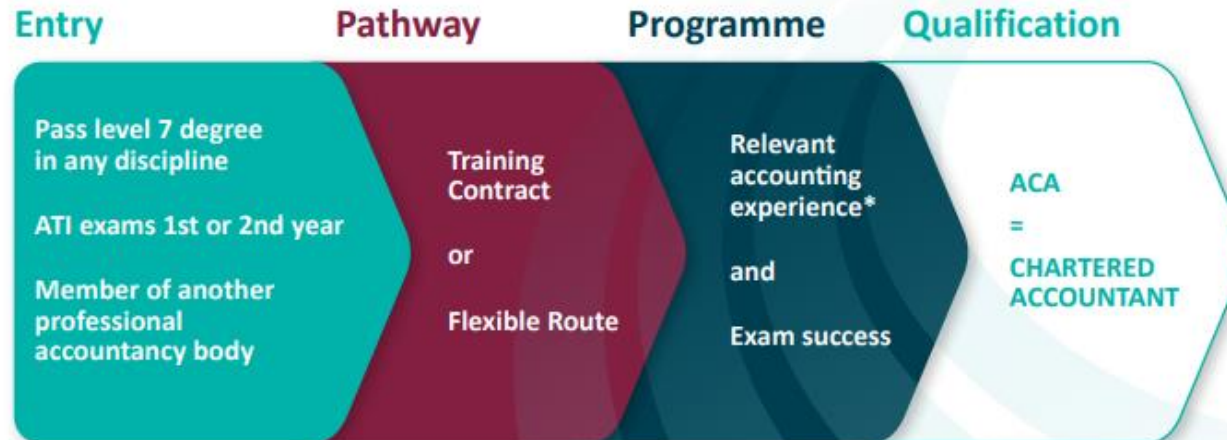 Entry
Pathway
Programme
Qualification
Pass level 7 degree
in any discipline
ATI exams 1st or 2nd year
Member of another
professional
accountancy body
Training
Contract
or
Flexible Route
Relevant
accounting
experience*
and
Exam success
ACA
=
CHARTERED
ACCOUNTANT